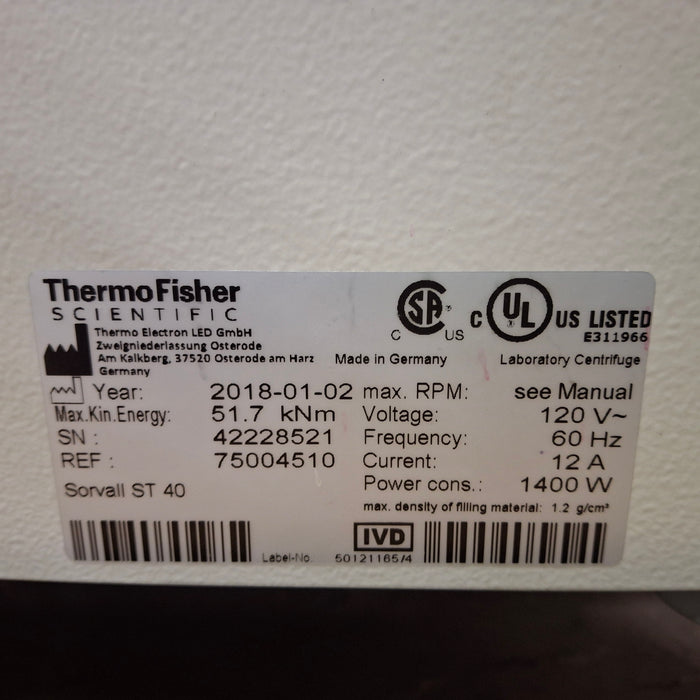 ThermoFisher
SCIENTIFIC
Thermo Electron LED GmbH
Zweigniederlassung Osterode
Am Kalkberg, 37520 Osterode am Harz
Germany
Made in Germany
C SA US
C UL US LISTED
E311966
Laboratory Centrifuge
Year: 2018-01-02
Max.Kin.Energy: 51.7 kNm
SN : 42228521
REF : 75004510
Sorvall ST 40
max. RPM: see Manual
Voltage: 120 V~
Frequency: 60 Hz
Current: 12 A
Power cons.: 1400 W
max. density of filling material: 1.2 g/cm³
IVD
Label-No. 50121165/4